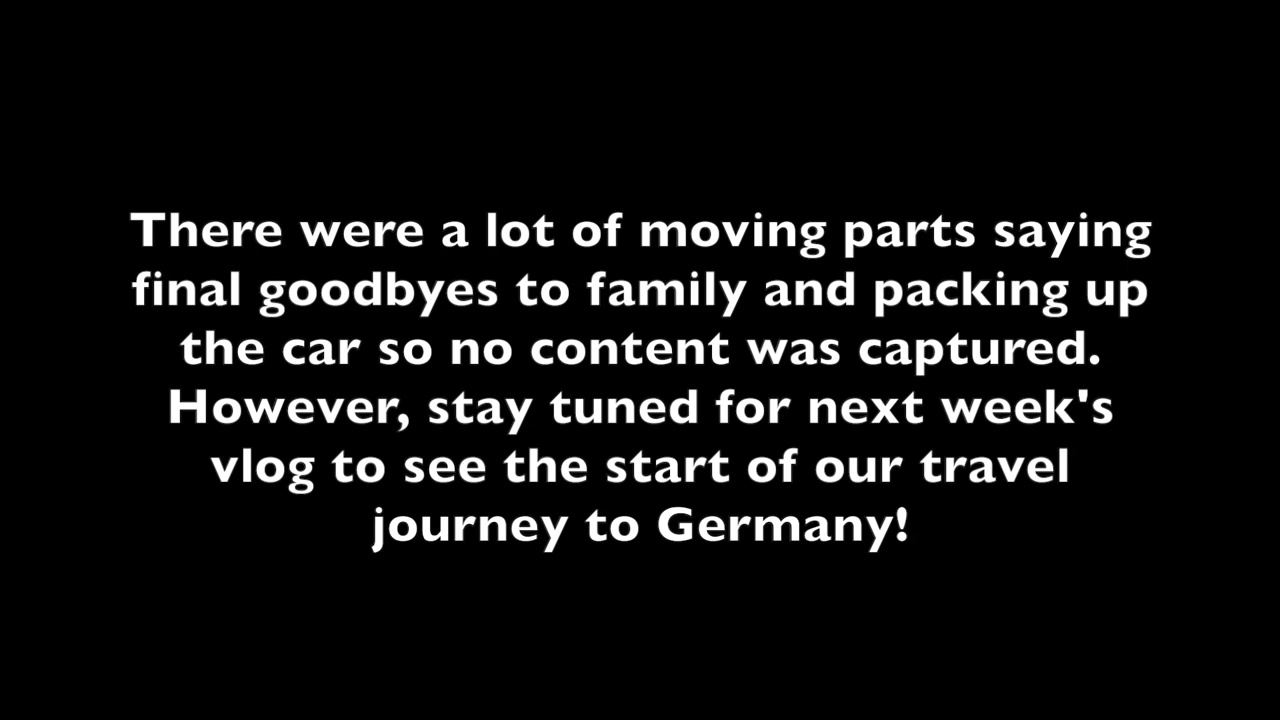 There were a lot of moving parts saying
final goodbyes to family and packing up
the car so no content was captured.
However, stay tuned for next week's
vlog to see the start of our travel
journey to Germany!